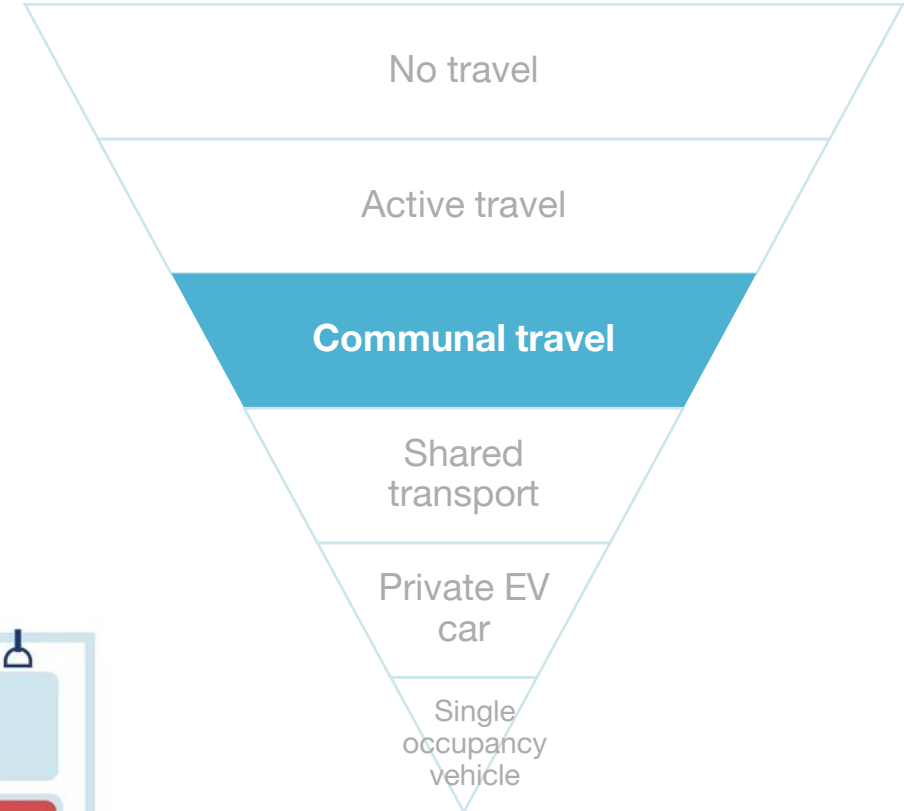 No travel
Active travel
Communal travel
Shared
transport
Private EV
car
Single
occupancy
vehicle